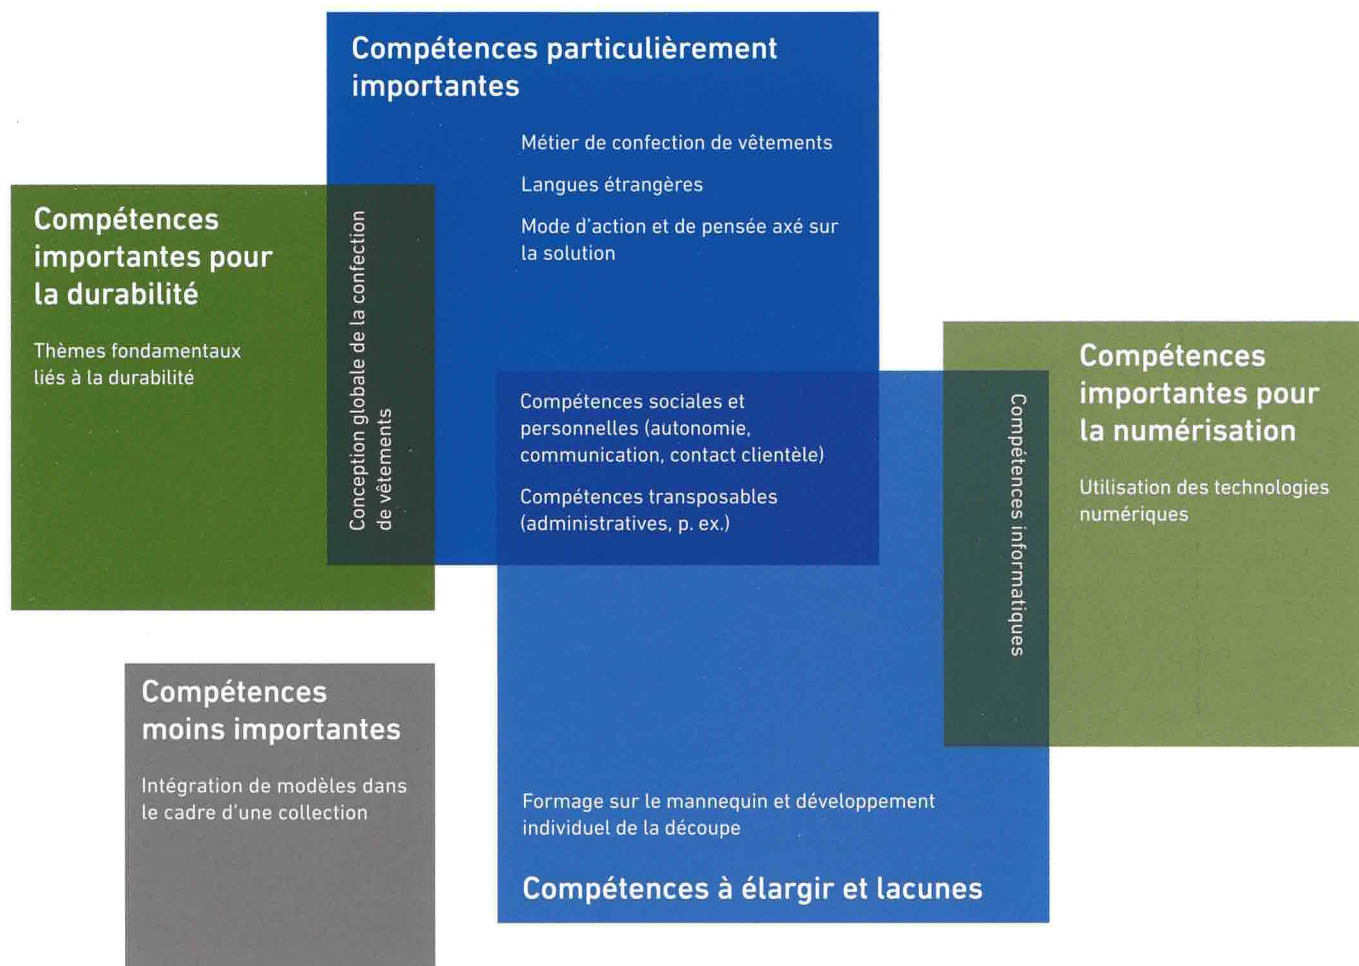 Compétences particulièrement
importantes
Métier de confection de vêtements
Langues étrangères
Mode d'action et de pensée axé sur
la solution
Compétences
importantes pour
la durabilité
Thèmes fondamentaux
liés à la durabilité
Conception globale de la confection
de vêtements
Compétences sociales et
personnelles (autonomie,
communication, contact clientèle)
Compétences transposables
(administratives, p. ex.)
Compétences informatiques
Compétences
importantes pour
la numérisation
Utilisation des technologies
numériques
Compétences
moins importantes
Intégration de modèles dans
le cadre d'une collection
Formage sur le mannequin et développement
individuel de la découpe
Compétences à élargir et lacunes